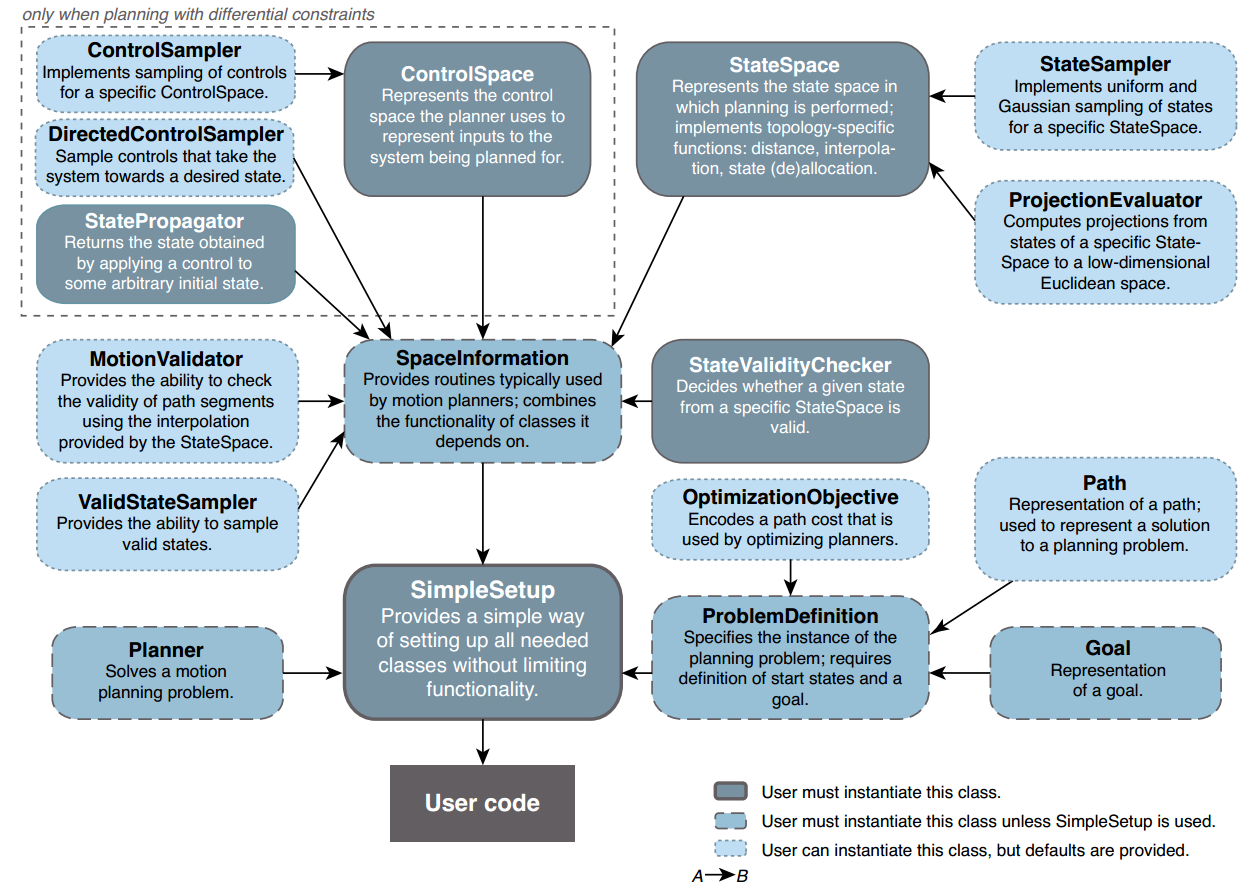 only when planning with differential constraints
ControlSampler
Implements sampling of controls
for a specific ControlSpace.
DirectedControlSampler
Sample controls that take the
system towards a desired state.
StatePropagator
Returns the state obtained
by applying a control to
some arbitrary initial state.
ControlSpace
Represents the control
space the planner uses to
represent inputs to the
system being planned for.
StateSpace
Represents the state space in
which planning is performed;
implements topology-specific
functions: distance, interpola-
tion, state (de)allocation.
StateSampler
Implements uniform and
Gaussian sampling of states
for a specific StateSpace.
ProjectionEvaluator
Computes projections from
states of a specific State-
Space to a low-dimensional
Euclidean space.
MotionValidator
Provides the ability to check
the validity of path segments
using the interpolation
provided by the StateSpace.
SpaceInformation
Provides routines typically used
by motion planners; combines
the functionality of classes it
depends on.
StateValidityChecker
Decides whether a given state
from a specific StateSpace is
valid.
ValidStateSampler
Provides the ability to sample
valid states.
OptimizationObjective
Encodes a path cost that is
used by optimizing planners.
Path
Representation of a path;
used to represent a solution
to a planning problem.
Planner
Solves a motion
planning problem.
SimpleSetup
Provides a simple way
of setting up all needed
classes without limiting
functionality.
ProblemDefinition
Specifies the instance of the
planning problem; requires
definition of start states and a
goal.
Goal
Representation
of a goal.
User code
User must instantiate this class.
User must instantiate this class unless SimpleSetup is used.
User can instantiate this class, but defaults are provided.
A B